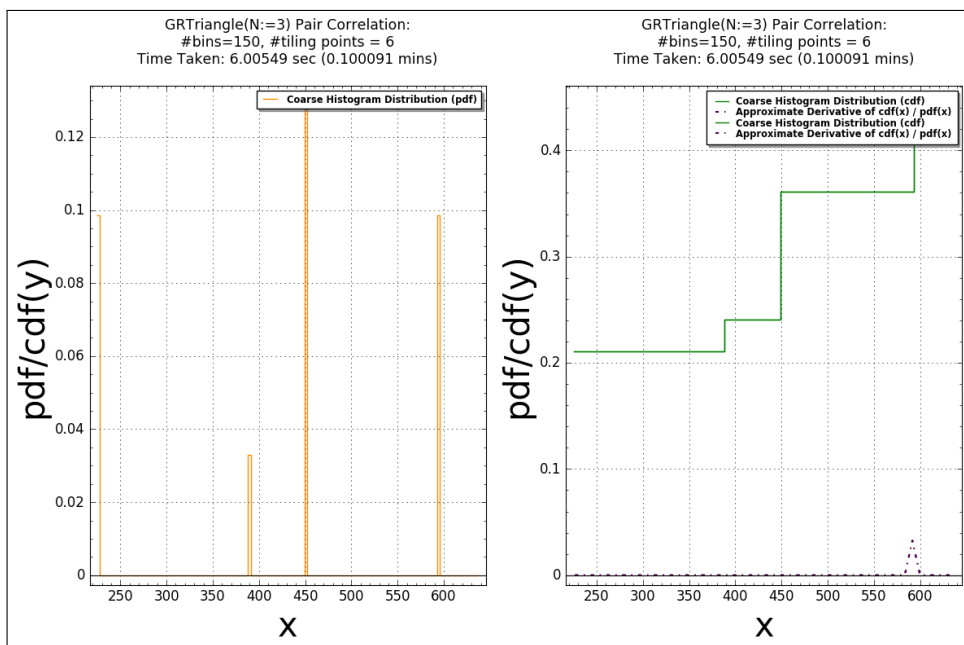 GRTriangle(N:=3) Pair Correlation:
#bins=150, #tiling points = 6
Time Taken: 6.00549 sec (0.100091 mins)
Coarse Histogram Distribution (pdf)
pdf/cdf(y)
0.12
0.1
0.08
0.06
0.04
0.02
0
250 300 350 400 450 500 550 600
x
GRTriangle(N:=3) Pair Correlation:
#bins=150, #tiling points = 6
Time Taken: 6.00549 sec (0.100091 mins)
Coarse Histogram Distribution (cdf)
Approximate Derivative of cdf(x) / pdf(x)
Coarse Histogram Distribution (cdf)
Approximate Derivative of cdf(x) / pdf(x)
pdf/cdf(y)
0.4
0.3
0.2
0.1
0
250 300 350 400 450 500 550 600
x